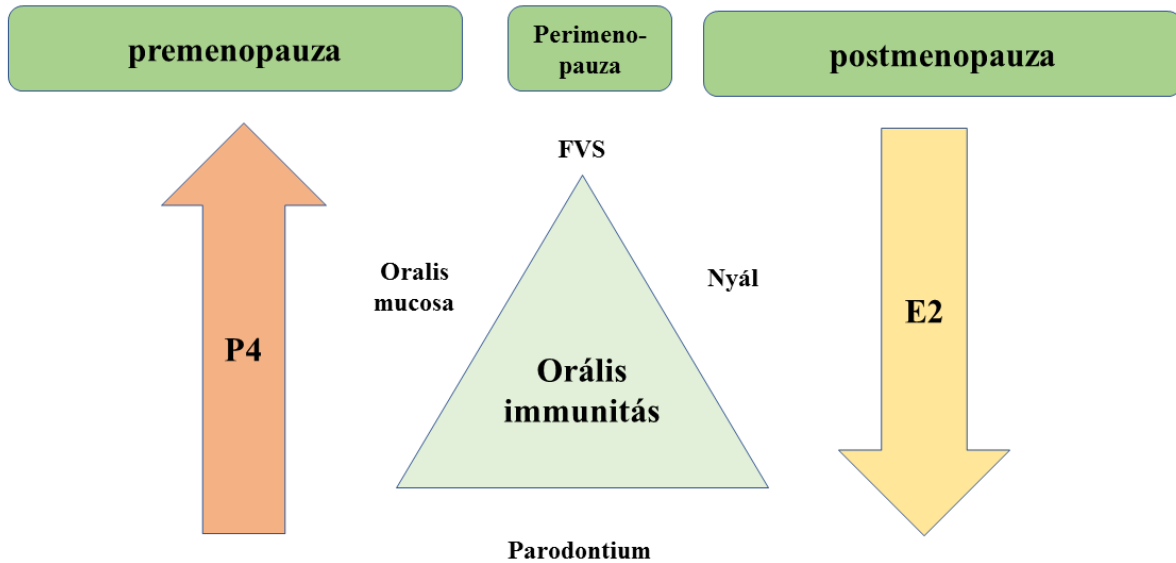 premenopauza
Perimeno-
pauza
postmenopauza
FVS
Oralis
mucosa
Nyál
P4
E2
Orális
immunitás
Parodontium